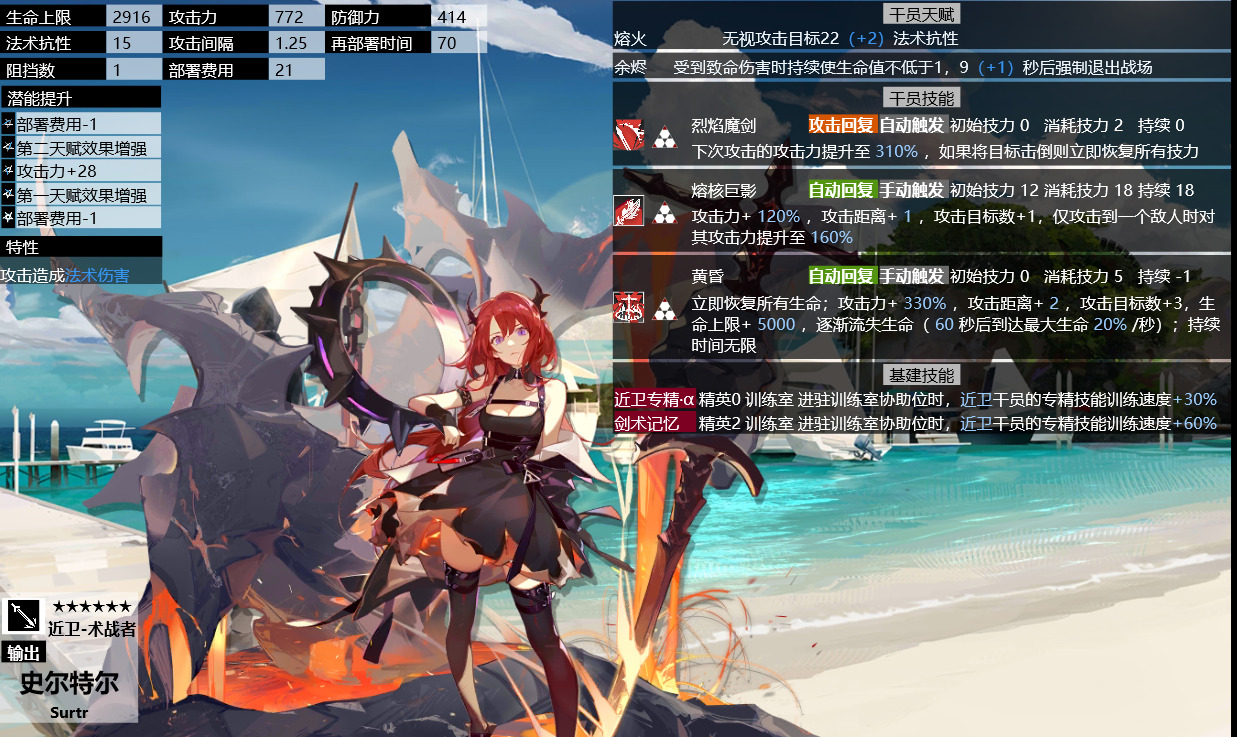 生命上限 2916 攻击力 772 防御力 414
法术抗性 15 攻击间隔 1.25 再部署时间 70
阻挡数 1 部署费用 21
潜能提升
部署费用-1
第二天赋效果增强
攻击力+28
第一天赋效果增强
部署费用-1
特性
攻击造成法术伤害
★★★★★★
近卫-术战者
输出
史尔特尔
Surtr
干员天赋
熔火 无视攻击目标22（+2）法术抗性
余烬 受到致命伤害时持续使生命值不低于1，9（+1）秒后强制退出战场
干员技能
烈焰魔剑 攻击回复 自动触发 初始技力 0 消耗技力 2 持续 0
下次攻击的攻击力提升至 310% ，如果将目标击倒则立即恢复所有技力
熔核巨影 自动回复 手动触发 初始技力 12 消耗技力 18 持续 18
攻击力+ 120% ，攻击距离+ 1 ，攻击目标数+1，仅攻击到一个敌人时对
其攻击力提升至 160%
黄昏 自动回复 手动触发 初始技力 0 消耗技力 5 持续 -1
立即恢复所有生命；攻击力+ 330% ，攻击距离+ 2 ，攻击目标数+3，生
命上限+ 5000 ，逐渐流失生命（ 60 秒后到达最大生命 20% /秒）；持续
时间无限
基建技能
近卫专精·α 精英0 训练室 进驻训练室协助位时，近卫干员的专精技能训练速度+30%
剑术记忆 精英2 训练室 进驻训练室协助位时，近卫干员的专精技能训练速度+60%